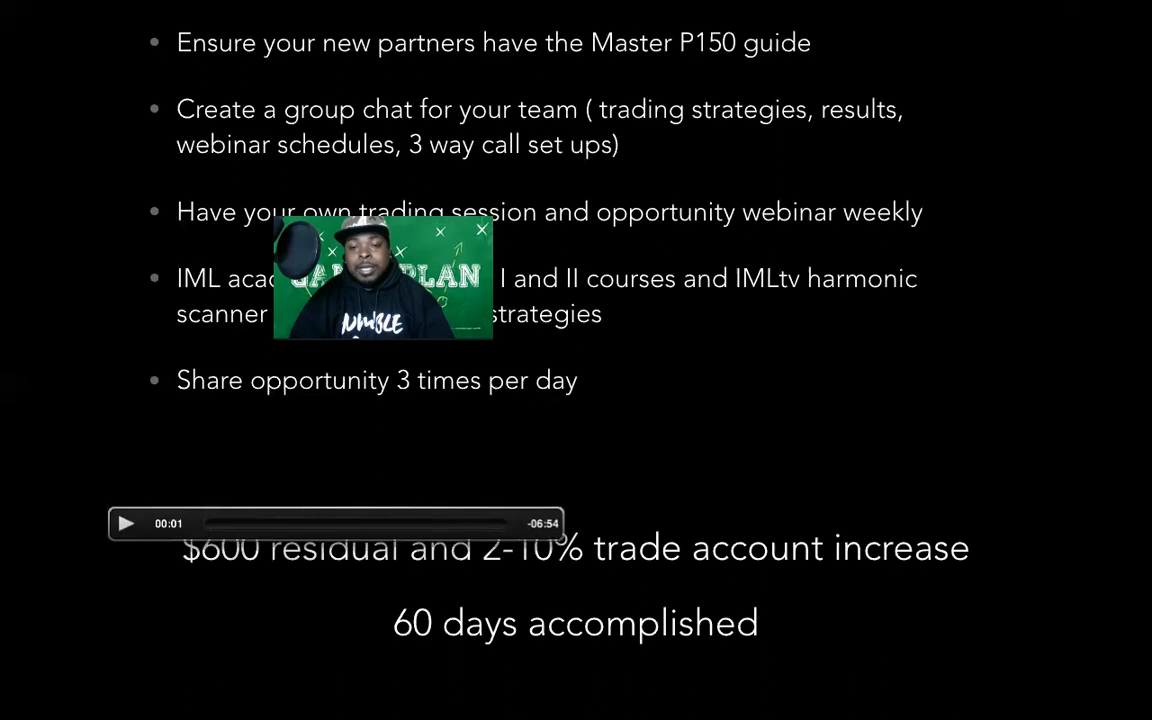 Ensure your new partners have the Master P150 guide
Create a group chat for your team ( trading strategies, results,
webinar schedules, 3 way call set ups)
Have your own trading session and opportunity webinar weekly
IML I and II courses and IMLtv harmonic
scanner strategies
Share opportunity 3 times per day
PLAN
00:01
-06:54
$600 residual and 2-10% trade account increase
60 days accomplished